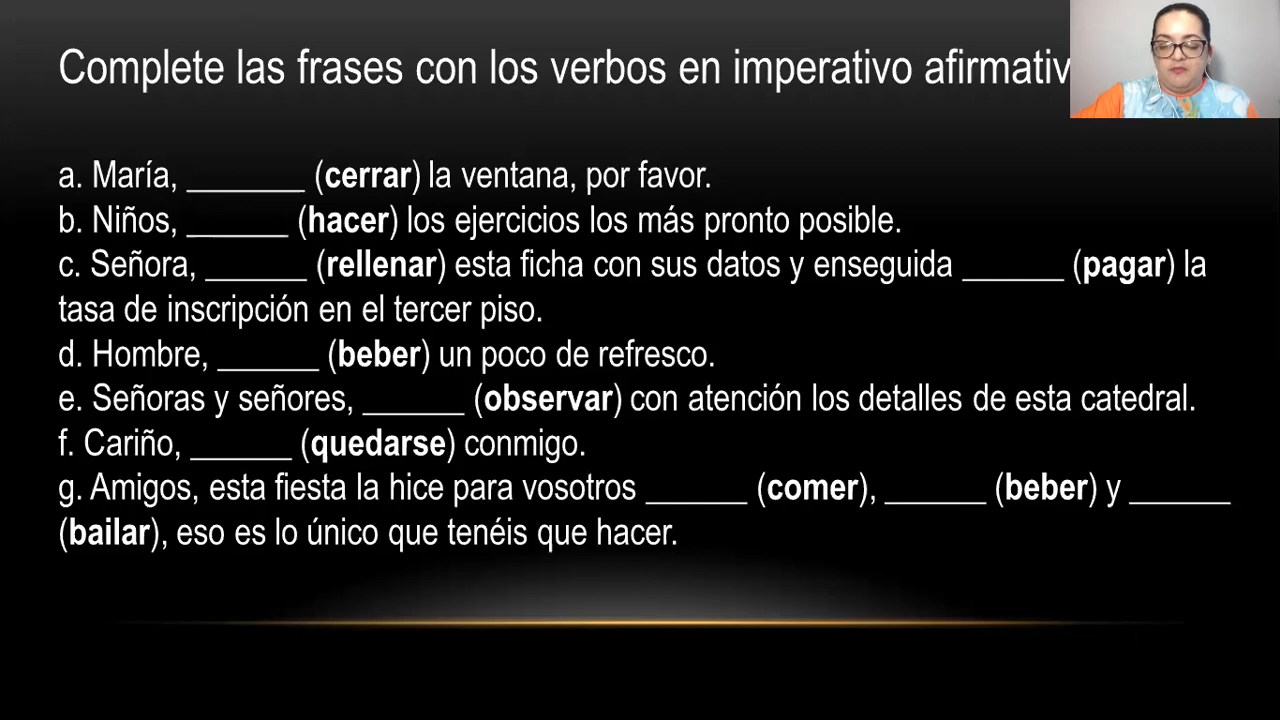 Complete las frases con los verbos en imperativo afirmativ
a. María, _______ (cerrar) la ventana, por favor.
b. Niños, ______ (hacer) los ejercicios los más pronto posible.
c. Señora, ______ (rellenar) esta ficha con sus datos y enseguida ______ (pagar) la
tasa de inscripción en el tercer piso.
d. Hombre, ______ (beber) un poco de refresco.
e. Señoras y señores, ______ (observar) con atención los detalles de esta catedral.
f. Cariño, ______ (quedarse) conmigo.
g. Amigos, esta fiesta la hice para vosotros ______ (comer), ______ (beber) y ______
(bailar), eso es lo único que tenéis que hacer.